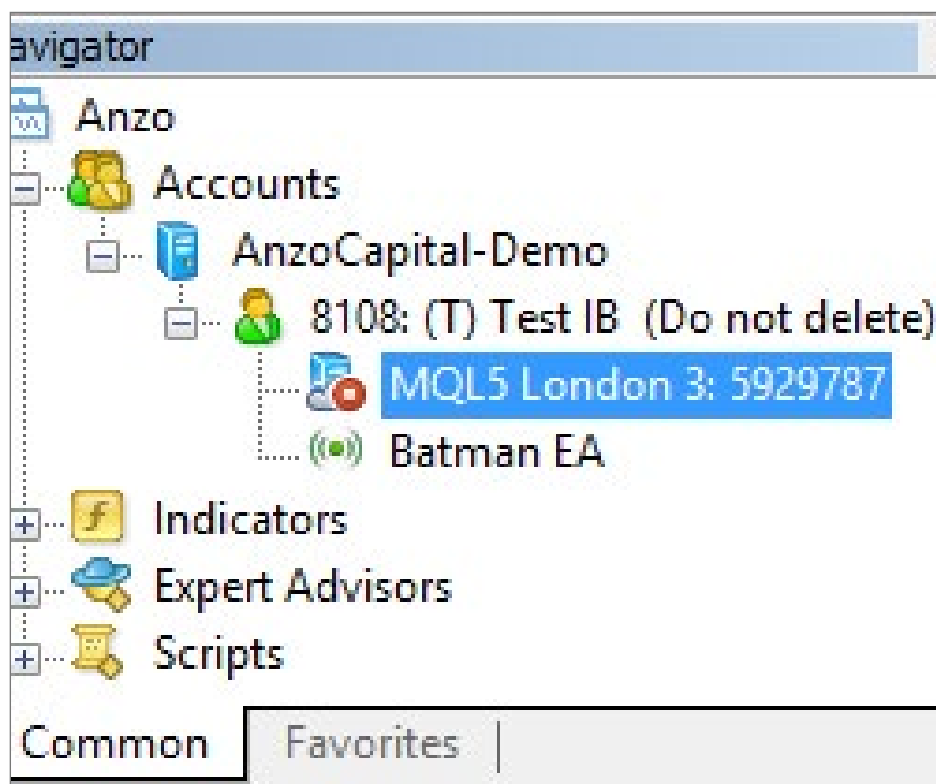 avigator
Anzo
Accounts
AnzoCapital-Demo
8108: (T) Test IB (Do not delete)
MQL5 London 3: 5929787
Batman EA
Indicators
Expert Advisors
Scripts
Common Favorites